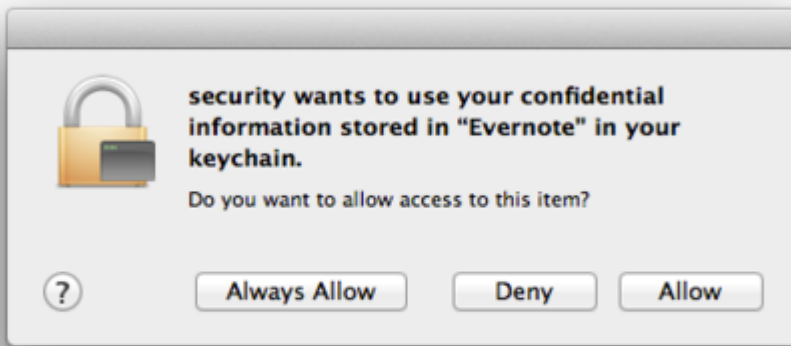 security wants to use your confidential
information stored in “Evernote” in your
keychain.
Do you want to allow access to this item?
?
Always Allow
Deny
Allow